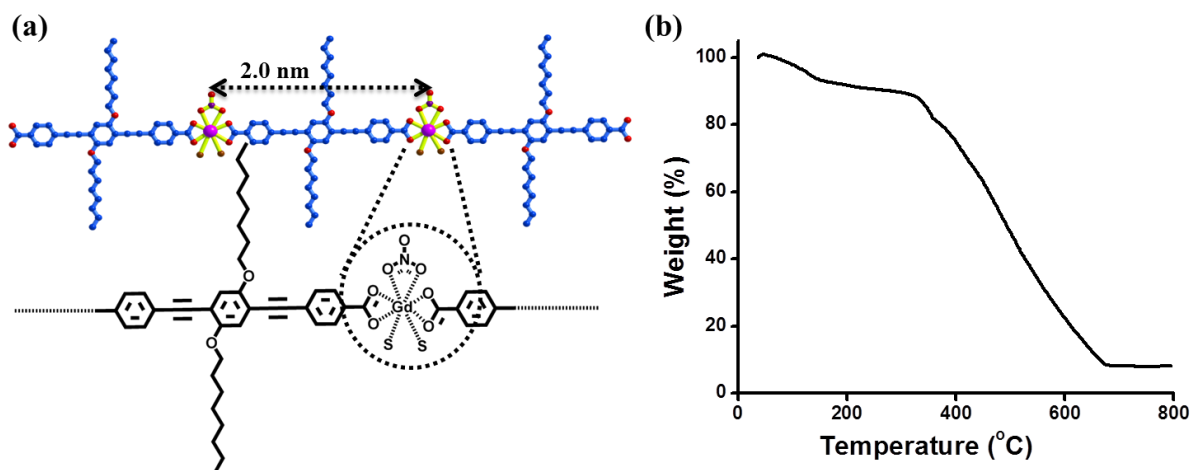 (a)
2.0 nm
O
N
O O
O
O O
Gd
O O
S S
O
(b)
Weight (%)
100
80
60
40
20
0
0 200 400 600 800
Temperature (°C)